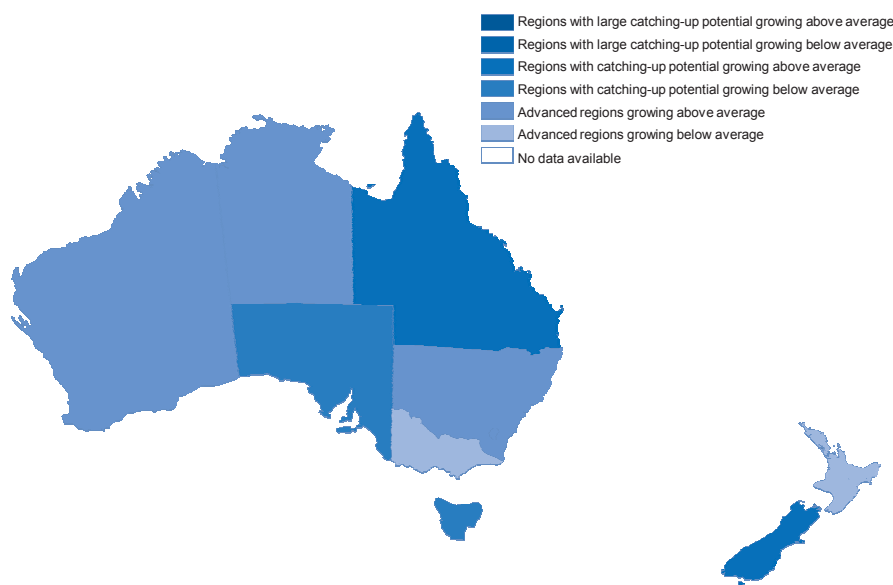 Regions with large catching-up potential growing above average
Regions with large catching-up potential growing below average
Regions with catching-up potential growing above average
Regions with catching-up potential growing below average
Advanced regions growing above average
Advanced regions growing below average
No data available